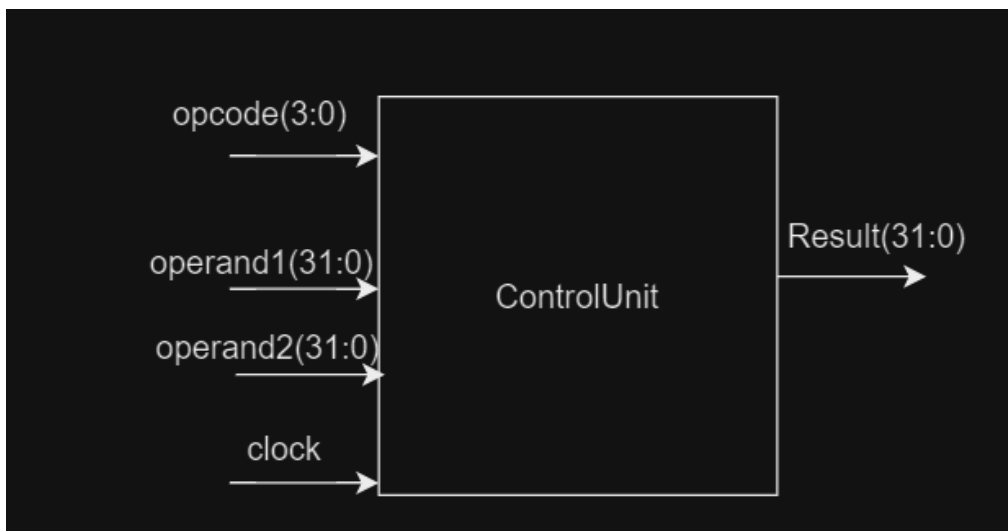 opcode(3:0)
operand1(31:0)
operand2(31:0)
clock
ControlUnit
Result(31:0)